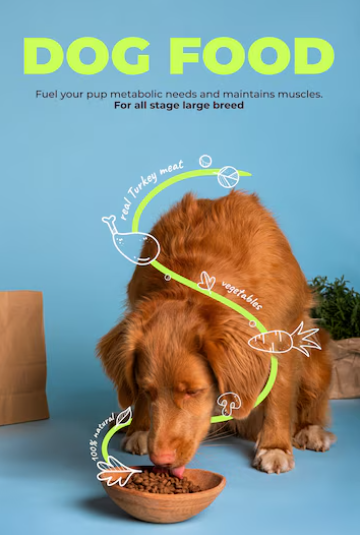 DOG FOOD
Fuel your pup metabolic needs and maintains muscles.
For all stage large breed
real Turkey meat
vegetables
100% natural